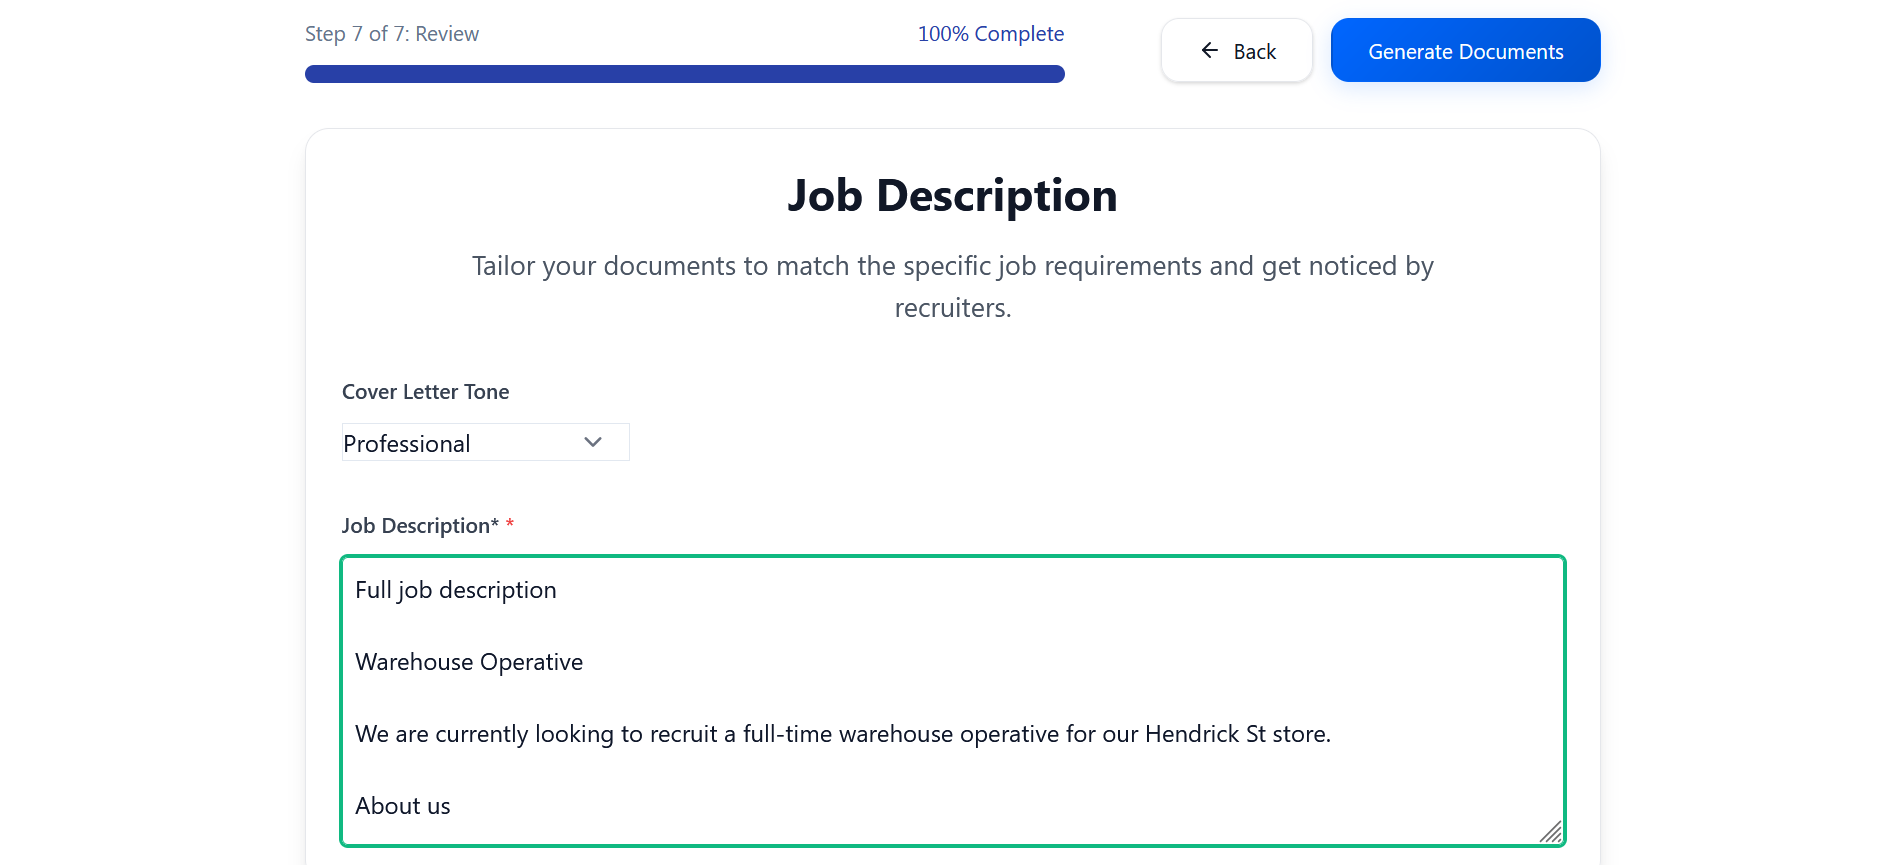 Step 7 of 7: Review
100% Complete
Back
Generate Documents
Job Description
Tailor your documents to match the specific job requirements and get noticed by
recruiters.
Cover Letter Tone
Professional
Job Description* *
Full job description
Warehouse Operative
We are currently looking to recruit a full-time warehouse operative for our Hendrick St store.
About us